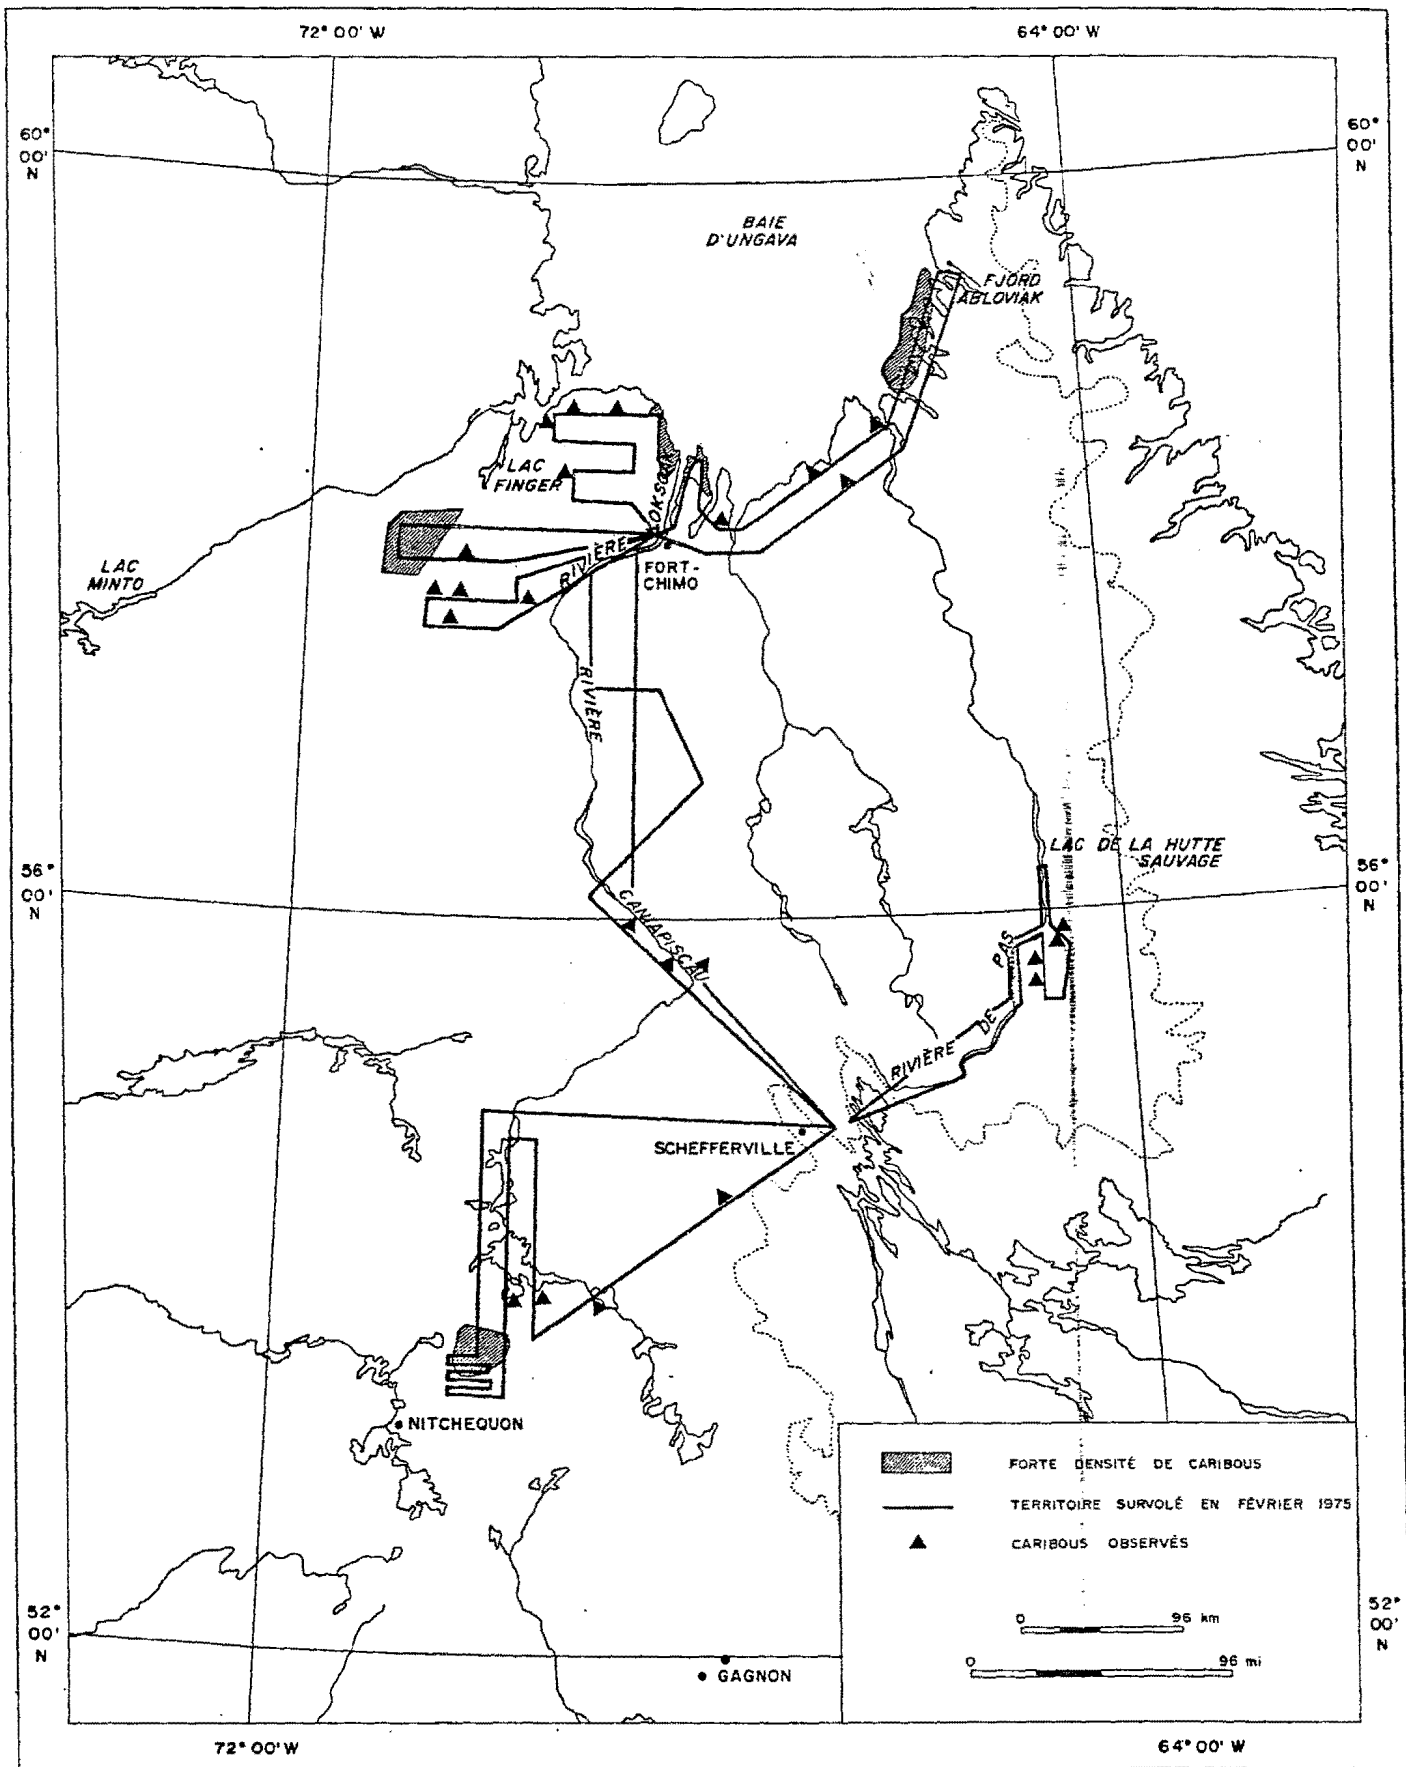 72° 00' W
64° 00' W
60°
00'
N
60°
00'
N
BAIE
D'UNGAVA
FJORD
ABLOVIAK
LAC
FINGER
KOKSOAK
RIVIÈRE
LAC
MINTO
FORT-
CHIMO
RIVIÈRE
LAC DE LA HUTTE
SAUVAGE
56°
00'
N
56°
00'
N
CANIAPISCAU
PAS
DE
RIVIÈRE
SCHEFFERVILLE
NITCHEQUON
FORTE DENSITÉ DE CARIBOUS
TERRITOIRE SURVOLÉ EN FÉVRIER 1975
CARIBOUS OBSERVÉS
52°
00'
N
52°
00'
N
0 96 km
0 96 mi
GAGNON
72° 00' W
64° 00' W